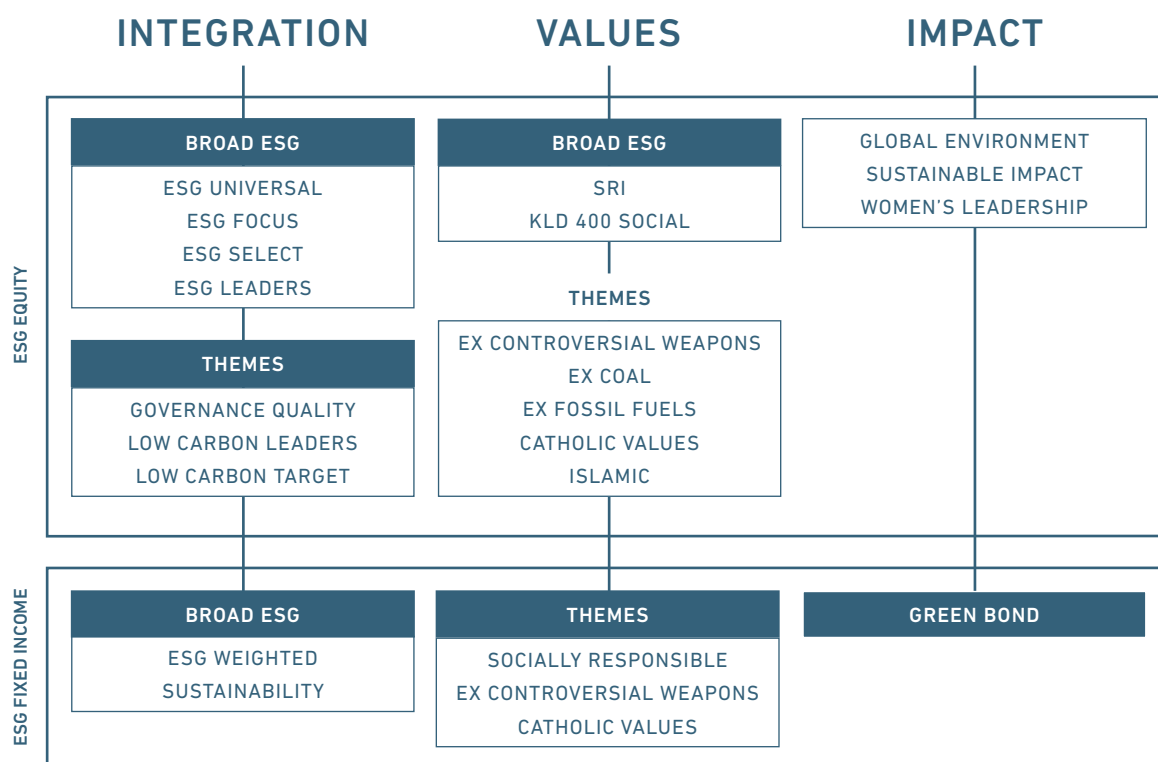 INTEGRATION
VALUES
IMPACT
ESG EQUITY
BROAD ESG
ESG UNIVERSAL
ESG FOCUS
ESG SELECT
ESG LEADERS
THEMES
GOVERNANCE QUALITY
LOW CARBON LEADERS
LOW CARBON TARGET
BROAD ESG
SRI
KLD 400 SOCIAL
THEMES
EX CONTROVERSIAL WEAPONS
EX COAL
EX FOSSIL FUELS
CATHOLIC VALUES
ISLAMIC
GLOBAL ENVIRONMENT
SUSTAINABLE IMPACT
WOMEN'S LEADERSHIP
ESG FIXED INCOME
BROAD ESG
ESG WEIGHTED
SUSTAINABILITY
THEMES
SOCIALLY RESPONSIBLE
EX CONTROVERSIAL WEAPONS
CATHOLIC VALUES
GREEN BOND